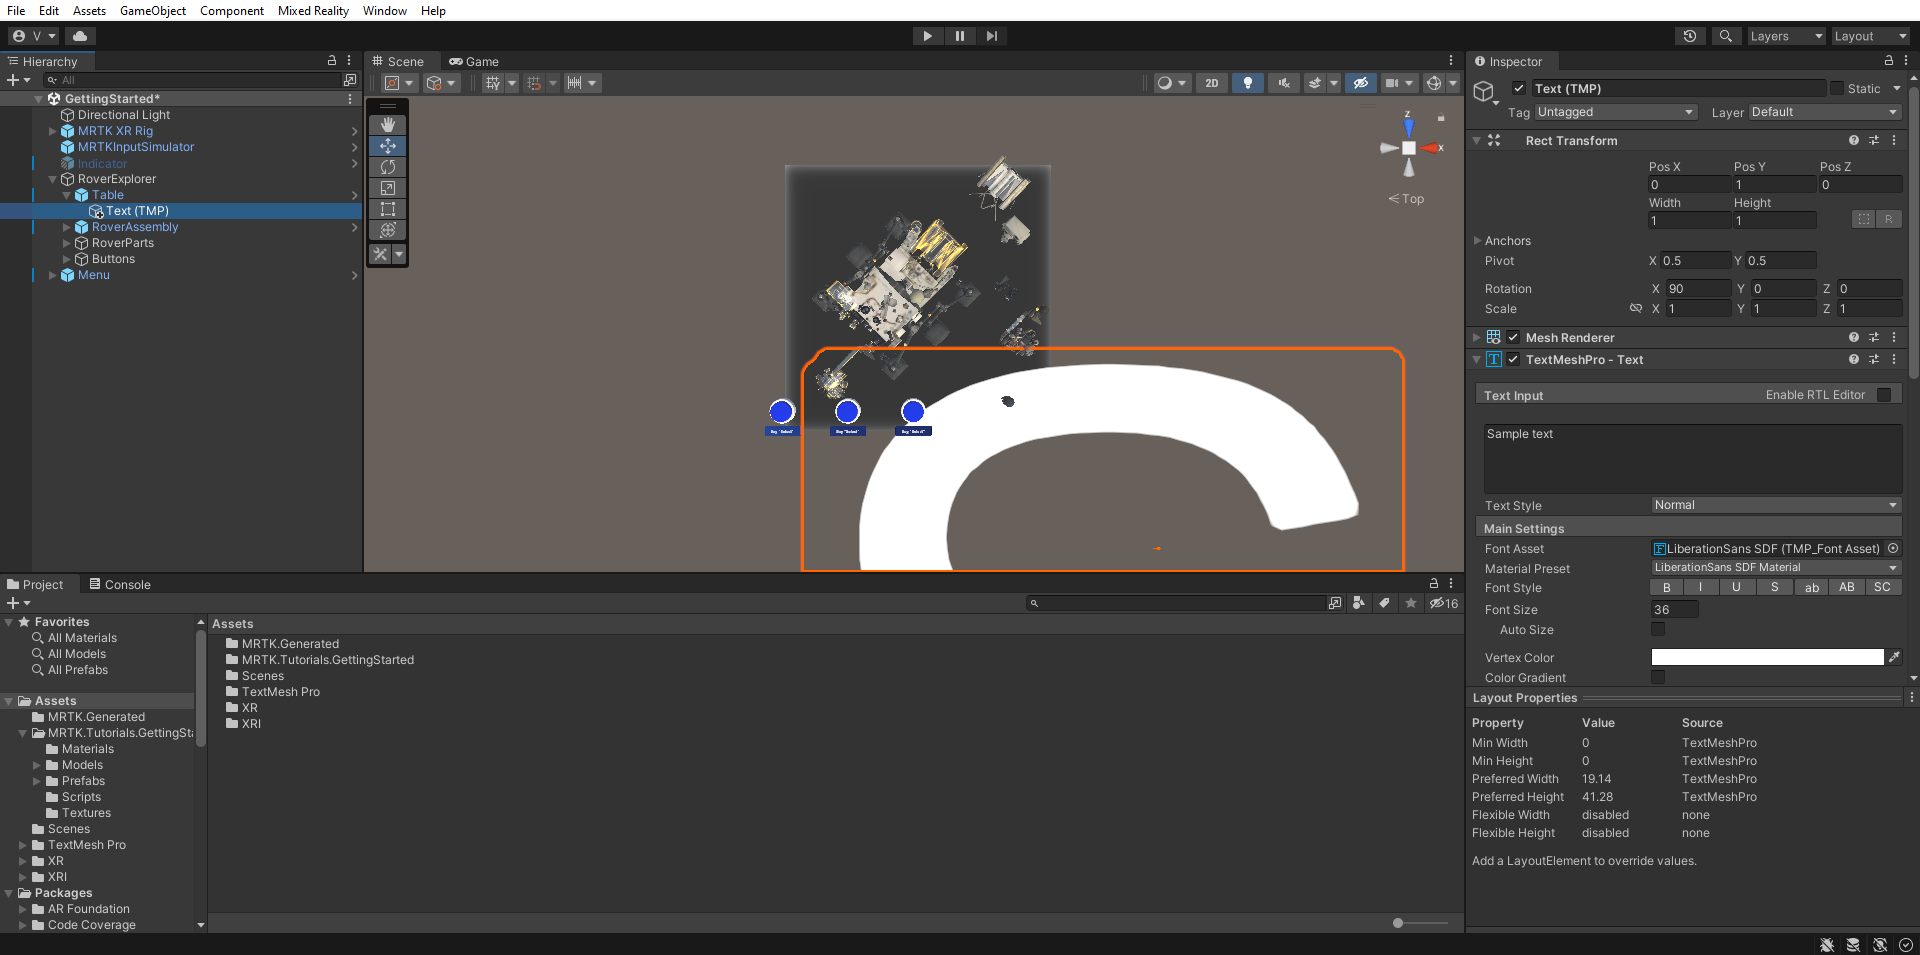 File Edit Assets GameObject Component Mixed Reality Window Help
V Layers Layout
Hierarchy
All
GettingStarted*
Directional Light
MRTK XR Rig
MRTKInputSimulator
Indicator
RoverExplorer
Table
Text (TMP)
RoverAssembly
RoverParts
Buttons
Menu
Scene Game
2D
Z
X
Top
Inspector
Text (TMP) Static
Tag Untagged Layer Default
Rect Transform
Pos X Pos Y Pos Z
0 1 0
Width Height
1 1 R
Anchors
Pivot X 0.5 Y 0.5
Rotation X 90 Y 0 Z 0
Scale X 1 Y 1 Z 1
Mesh Renderer
TextMeshPro - Text
Text Input Enable RTL Editor
Sample text
Text Style Normal
Main Settings
Font Asset LiberationSans SDF (TMP_Font Asset)
Material Preset LiberationSans SDF Material
Font Style B I U S ab AB SC
Font Size 36
Auto Size
Vertex Color
Color Gradient
Layout Properties
Property Value Source
Min Width 0 TextMeshPro
Min Height 0 TextMeshPro
Preferred Width 19.14 TextMeshPro
Preferred Height 41.28 TextMeshPro
Flexible Width disabled none
Flexible Height disabled none
Add a LayoutElement to override values.
Project Console
16
Favorites
All Materials
All Models
All Prefabs
Assets
MRTK.Generated
MRTK.Tutorials.GettingSta
Materials
Models
Prefabs
Scripts
Textures
Scenes
TextMesh Pro
XR
XRI
Packages
AR Foundation
Code Coverage
Assets
MRTK.Generated
MRTK.Tutorials.GettingStarted
Scenes
TextMesh Pro
XR
XRI